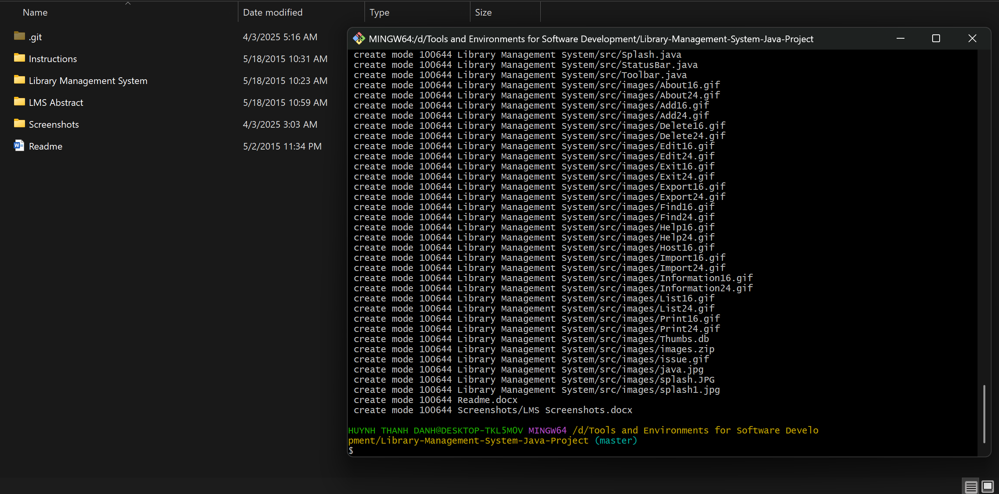 Name Date modified Type Size
.git 4/3/2025 5:16 AM
Instructions 5/18/2015 10:31 AM
Library Management System 5/18/2015 10:23 AM
LMS Abstract 5/18/2015 10:59 AM
Screenshots 4/3/2025 3:03 AM
Readme 5/2/2015 11:34 PM
MINGW64:/d/Tools and Environments for Software Development/Library-Management-System-Java-Project
create mode 100644 Library Management System/src/Splash.java
create mode 100644 Library Management System/src/StatusBar.java
create mode 100644 Library Management System/src/Toolbar.java
create mode 100644 Library Management System/src/images/About16.gif
create mode 100644 Library Management System/src/images/About24.gif
create mode 100644 Library Management System/src/images/Add16.gif
create mode 100644 Library Management System/src/images/Add24.gif
create mode 100644 Library Management System/src/images/Delete16.gif
create mode 100644 Library Management System/src/images/Delete24.gif
create mode 100644 Library Management System/src/images/Edit16.gif
create mode 100644 Library Management System/src/images/Edit24.gif
create mode 100644 Library Management System/src/images/Exit16.gif
create mode 100644 Library Management System/src/images/Exit24.gif
create mode 100644 Library Management System/src/images/Export16.gif
create mode 100644 Library Management System/src/images/Export24.gif
create mode 100644 Library Management System/src/images/Find16.gif
create mode 100644 Library Management System/src/images/Find24.gif
create mode 100644 Library Management System/src/images/Help16.gif
create mode 100644 Library Management System/src/images/Help24.gif
create mode 100644 Library Management System/src/images/Host16.gif
create mode 100644 Library Management System/src/images/Import16.gif
create mode 100644 Library Management System/src/images/Import24.gif
create mode 100644 Library Management System/src/images/Information16.gif
create mode 100644 Library Management System/src/images/Information24.gif
create mode 100644 Library Management System/src/images/List16.gif
create mode 100644 Library Management System/src/images/List24.gif
create mode 100644 Library Management System/src/images/Print16.gif
create mode 100644 Library Management System/src/images/Print24.gif
create mode 100644 Library Management System/src/images/Thumbs.db
create mode 100644 Library Management System/src/images/images.zip
create mode 100644 Library Management System/src/images/issue.gif
create mode 100644 Library Management System/src/images/java.jpg
create mode 100644 Library Management System/src/images/splash.JPG
create mode 100644 Library Management System/src/images/splash1.jpg
create mode 100644 Readme.docx
create mode 100644 Screenshots/LMS Screenshots.docx
HUYNH THANH DANH@DESKTOP-TKL5M0V MINGW64 /d/Tools and Environments for Software Develo
pment/Library-Management-System-Java-Project (master)
$